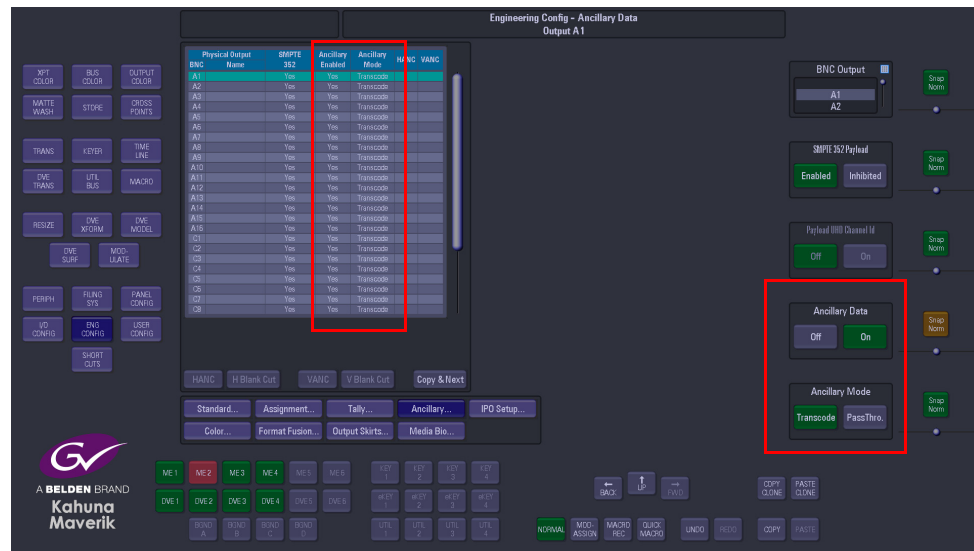 Engineering Config - Ancillary Data
Output A1
Physical Output SMPTE Ancillary Ancillary HANC VANC
BNC Name 352 Enabled Mode
A1 Yes Yes Transcode
A2 Yes Yes Transcode
A3 Yes Yes Transcode
A4 Yes Yes Transcode
A5 Yes Yes Transcode
A6 Yes Yes Transcode
A7 Yes Yes Transcode
A8 Yes Yes Transcode
A9 Yes Yes Transcode
A10 Yes Yes Transcode
A11 Yes Yes Transcode
A12 Yes Yes Transcode
A13 Yes Yes Transcode
A14 Yes Yes Transcode
A15 Yes Yes Transcode
A16 Yes Yes Transcode
C1 Yes Yes Transcode
C2 Yes Yes Transcode
C3 Yes Yes Transcode
C4 Yes Yes Transcode
C5 Yes Yes Transcode
C6 Yes Yes Transcode
C7 Yes Yes Transcode
C8 Yes Yes Transcode
HANC H Blank Cut VANC V Blank Cut Copy & Next
Standard... Assignment... Tally... Ancillary... IPO Setup...
Color... Format Fusion... Output Skirts... Media Bio...
XPT COLOR
BUS COLOR
OUTPUT COLOR
MATTE WASH
STORE
CROSS POINTS
TRANS
KEYER
TIME LINE
DVE TRANS
UTIL BUS
MACRO
RESIZE
DVE XFORM
DVE MODEL
DVE SURF
MOD- ULATE
PERIPH
FILING SYS
PANEL CONFIG
I/O CONFIG
ENG CONFIG
USER CONFIG
SHORT CUTS
BNC Output
A1
A2
Snap Norm
SMPTE 352 Payload
Enabled Inhibited
Snap Norm
Payload UHD Channel Id
Off On
Snap Norm
Ancillary Data
Off On
Snap Norm
Ancillary Mode
Transcode PassThro.
Snap Norm
GV
A BELDEN BRAND
Kahuna
Maverik
ME 1 ME 2 ME 3 ME 4 ME 5 ME 6
DVE 1 DVE 2 DVE 3 DVE 4 DVE 5 DVE 6
BGND A BGND B BGND C BGND D
KEY 1 KEY 2 KEY 3 KEY 4
eKEY 1 eKEY 2 eKEY 3 eKEY 4
UTIL 1 UTIL 2 UTIL 3 UTIL 4
BACK UP FWD
COPY CLONE PASTE CLONE
NORMAL MOD- ASSIGN MACRO REC QUICK MACRO UNDO REDO COPY PASTE